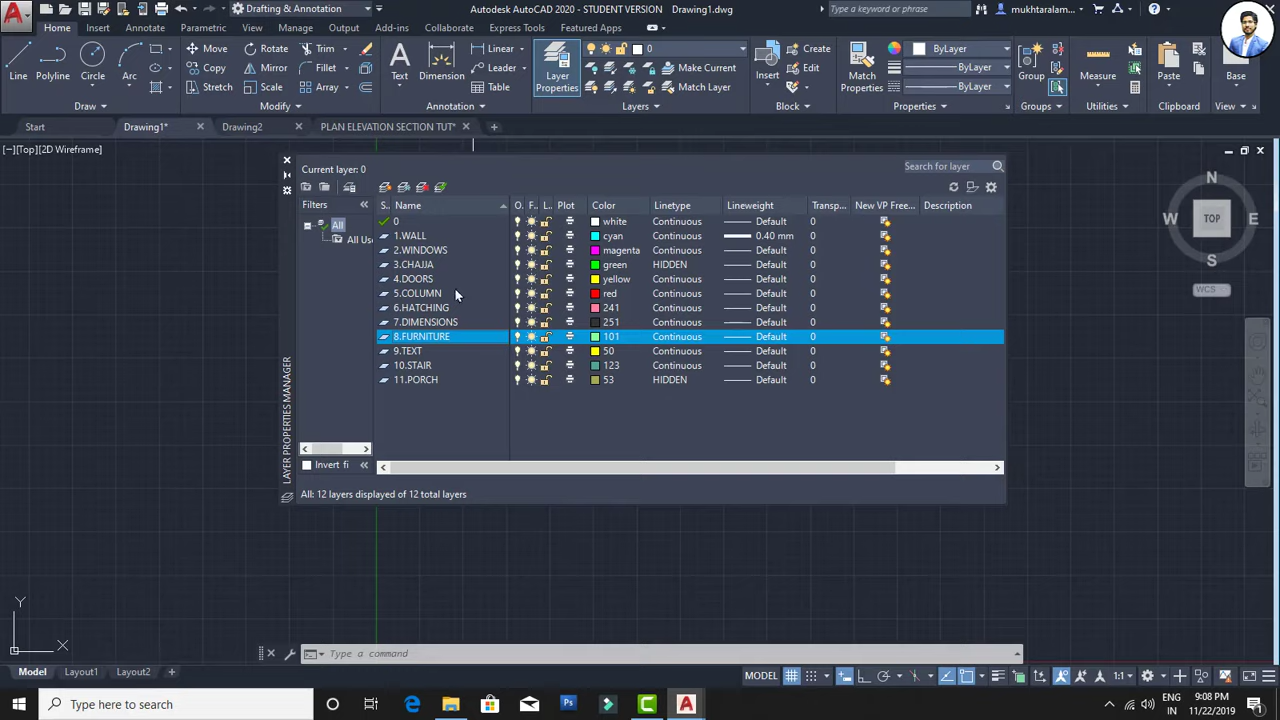 Drafting & Annotation
Autodesk AutoCAD 2020 - STUDENT VERSION Drawing1.dwg
Type a keyword or phrase
mukhtaralam...
Home Insert Annotate Parametric View Manage Output Add-ins Collaborate Express Tools Featured Apps
Line Polyline Circle Arc
Move Rotate Trim
Copy Mirror Fillet
Stretch Scale Array
Text Dimension
Linear
Leader
Table
Layer Properties
0
Make Current
Match Layer
Insert
Create
Edit
Match Properties
ByLayer
ByLayer
ByLayer
Group
Measure
Paste
Base
Draw Modify Annotation Layers Block Properties Groups Utilities Clipboard View
Start Drawing1* Drawing2 PLAN ELEVATION SECTION TUT*
[−][Top][2D Wireframe]
Current layer: 0
Search for layer
Filters
S.. Name O. F.. L.. Plot Color Linetype Lineweight Transp... New VP Free... Description
All
All Use
0 white Continuous Default 0
1.WALL cyan Continuous 0.40 mm 0
2.WINDOWS magenta Continuous Default 0
3.CHAJJA green HIDDEN Default 0
4.DOORS yellow Continuous Default 0
5.COLUMN red Continuous Default 0
6.HATCHING 241 Continuous Default 0
7.DIMENSIONS 251 Continuous Default 0
8.FURNITURE 101 Continuous Default 0
9.TEXT 50 Continuous Default 0
10.STAIR 123 Continuous Default 0
11.PORCH 53 HIDDEN Default 0
Invert fi
All: 12 layers displayed of 12 total layers
LAYER PROPERTIES MANAGER
N
W TOP E
S
WCS
Y
X
Type a command
Model Layout1 Layout2
MODEL
1:1
Type here to search
ENG
IN
9:08 PM
11/22/2019